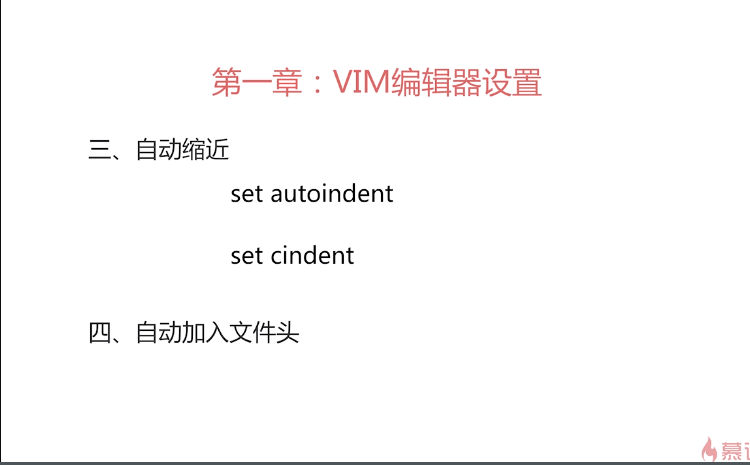 第一章：VIM编辑器设置
三、自动缩近
set autoindent
set cindent
四、自动加入文件头
慕